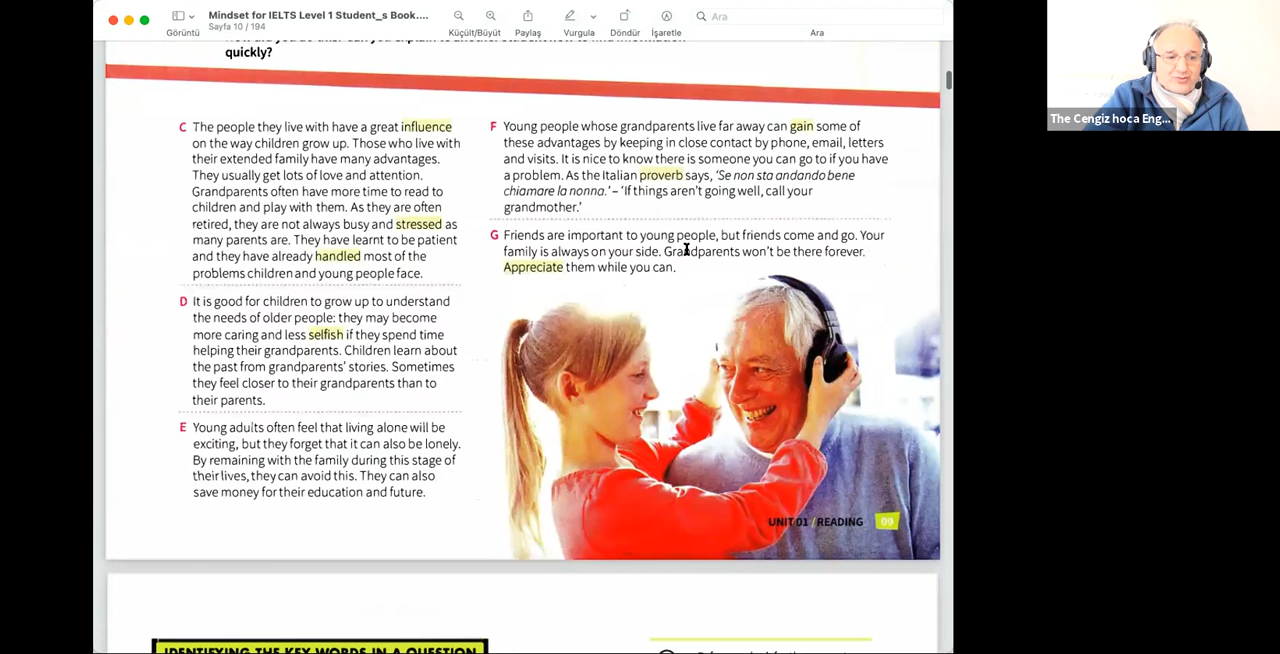 Mindset for IELTS Level 1 Student_s Book....
Sayfa 10 / 194
Görüntü
Küçült/Büyüt
Paylaş
Vurgula
Döndür
İşaretle
Ara
Ara
quickly?
C The people they live with have a great influence
on the way children grow up. Those who live with
their extended family have many advantages.
They usually get lots of love and attention.
Grandparents often have more time to read to
children and play with them. As they are often
retired, they are not always busy and stressed as
many parents are. They have learnt to be patient
and they have already handled most of the
problems children and young people face.
D It is good for children to grow up to understand
the needs of older people: they may become
more caring and less selfish if they spend time
helping their grandparents. Children learn about
the past from grandparents' stories. Sometimes
they feel closer to their grandparents than to
their parents.
E Young adults often feel that living alone will be
exciting, but they forget that it can also be lonely.
By remaining with the family during this stage of
their lives, they can avoid this. They can also
save money for their education and future.
F Young people whose grandparents live far away can gain some of
these advantages by keeping in close contact by phone, email, letters
and visits. It is nice to know there is someone you can go to if you have
a problem. As the Italian proverb says, 'Se non sta andando bene
chiamare la nonna.' – 'If things aren't going well, call your
grandmother.'
G Friends are important to young people, but friends come and go. Your
family is always on your side. Grandparents won't be there forever.
Appreciate them while you can.
UNIT 01 / READING 09
IDENTIFYING THE KEY WORDS IN A QUESTION
The Cengiz hoca Eng...